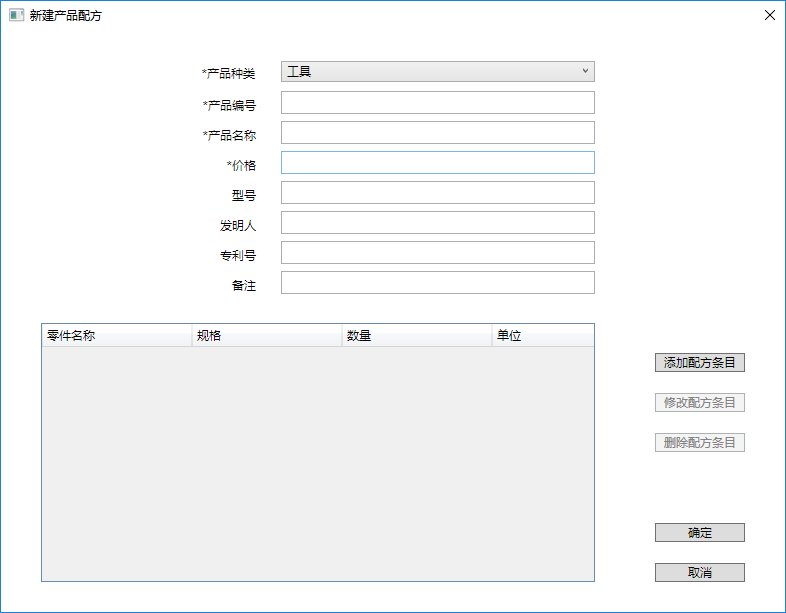 新建产品配方
*产品种类 工具
*产品编号
*产品名称
*价格
型号
发明人
专利号
备注
零件名称 规格 数量 单位
添加配方条目
修改配方条目
删除配方条目
确定
取消